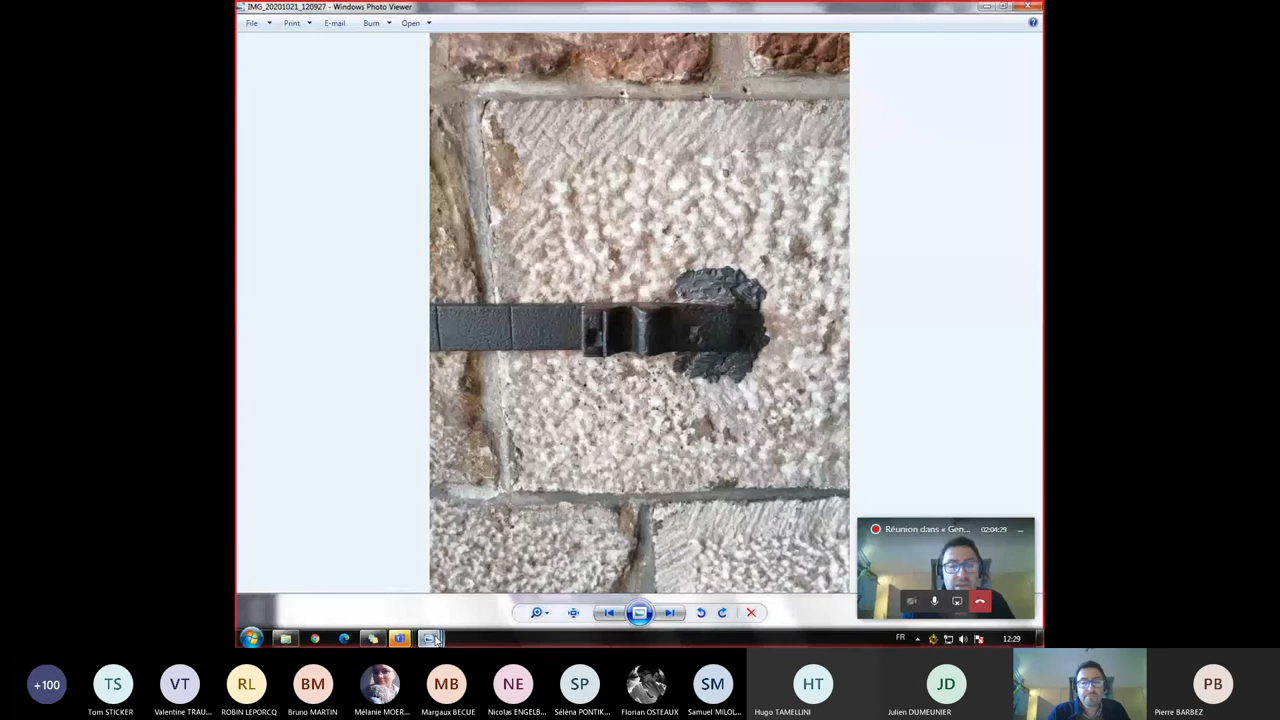 IMG_20201021_120927 - Windows Photo Viewer
File Print E-mail Burn Open
Réunion dans « Gen... 02:04:29
FR 12:29
+100 TS VT RL BM MB NE SP SM HT JD PB
Tom STICKER Valentine TRAU... ROBIN LEPORCQ Bruno MARTIN Mélanie MOER... Margaux BECUE Nicolas ENGELB... Séléna PONTIK... Florian OSTEAUX Samuel MILOL... Hugo TAMELLINI Julien DUMEUNIER Pierre BARBEZ